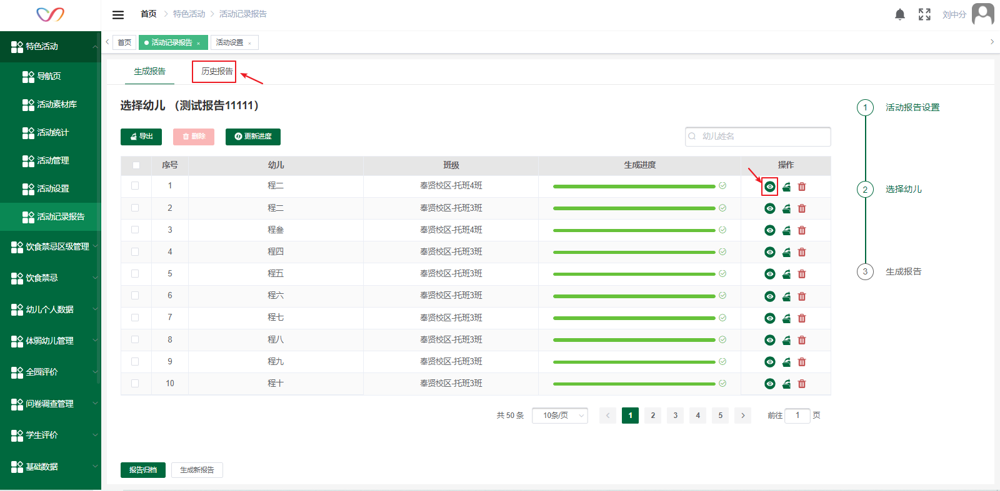 首页 特色活动 活动记录报告 刘中分
首页 活动记录报告 × 活动设置 ×
特色活动
导航页
活动素材库
活动统计
活动管理
活动设置
活动记录报告
饮食禁忌区级管理
饮食禁忌
幼儿个人数据
体弱幼儿管理
全园评价
问卷调查管理
学生评价
基础数据
生成报告 历史报告
选择幼儿 （测试报告11111）
导出 删除 更新进度 幼儿姓名
序号 幼儿 班级 生成进度 操作
1 程二 奉贤校区-托班4班
2 程二 奉贤校区-托班3班
3 程叁 奉贤校区-托班4班
4 程四 奉贤校区-托班3班
5 程五 奉贤校区-托班3班
6 程六 奉贤校区-托班3班
7 程七 奉贤校区-托班3班
8 程八 奉贤校区-托班3班
9 程九 奉贤校区-托班3班
10 程十 奉贤校区-托班3班
共 50 条 10条/页 1 2 3 4 5 前往 1 页
报告归档 生成新报告
1 活动报告设置
2 选择幼儿
3 生成报告